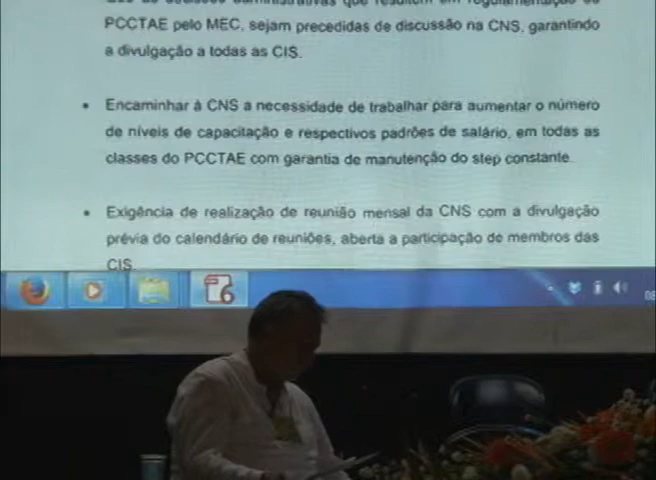 PCCTAE pelo MEC, sejam precedidas de discussão na CNS, garantindo
a divulgação a todas as CIS.
• Encaminhar à CNS a necessidade de trabalhar para aumentar o número
de níveis de capacitação e respectivos padrões de salário, em todas as
classes do PCCTAE com garantia de manutenção do step constante.
• Exigência de realização de reunião mensal da CNS com a divulgação
prévia do calendário de reuniões, aberta a participação de membros das
CIS.
6
08